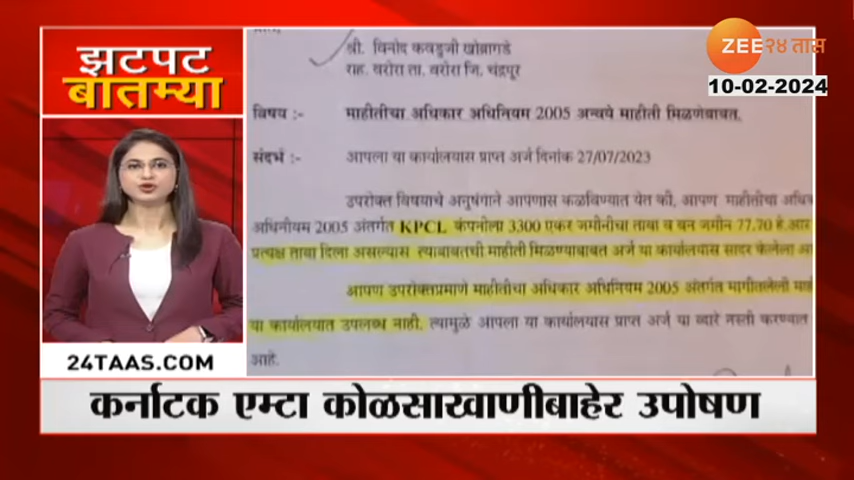 झटपट
बातम्या
24TAAS.COM
श्री. विनोद कवडूजी खोब्रागडे
राह. वरोरा ता. वरोरा जि. चंद्रपूर
विषय :- माहीतीचा अधिकार अधिनियम 2005 अन्वये माहीती मिळणेबाबत.
संदर्भ :- आपला या कार्यालयास प्राप्त अर्ज दिनांक 27/07/2023
उपरोक्त विषयाचे अनुषंगाने आपणास कळविण्यात येत की, आपण माहीतीचा अधिक
अधिनीयम 2005 अंतर्गत KPCL कंपनीला 3300 एकर जमीनीचा ताबा व वन जमीन 77.70 हे.आर
प्रत्यक्ष ताबा दिला असल्यास त्याबाबतची माहीती मिळण्याबाबत अर्ज या कार्यालयास सादर केलेला आ
आपण उपरोक्तप्रमाणे माहीतीचा अधिकार अधिनियम 2005 अंतर्गत मागीतलेली माही
या कार्यालयात उपलब्ध नाही. त्यामुळे आपला या कार्यालयास प्राप्त अर्ज या व्दारे नस्ती करण्यात
आहे.
ZEE २४ तास
10-02-2024
कर्नाटक एम्टा कोळसाखाणीबाहेर उपोषण